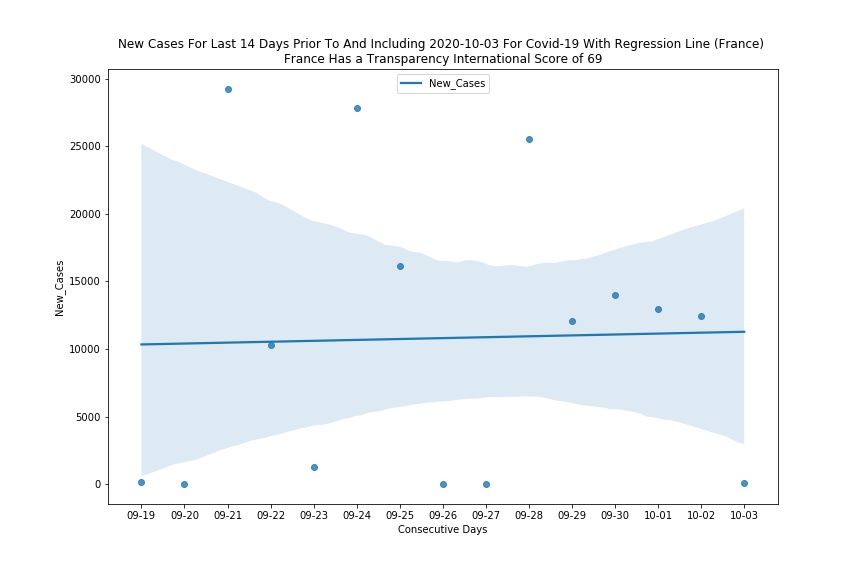 New Cases For Last 14 Days Prior To And Including 2020-10-03 For Covid-19 With Regression Line (France)
France Has a Transparency International Score of 69
New_Cases
30000
25000
20000
15000
10000
5000
0
New_Cases
09-19 09-20 09-21 09-22 09-23 09-24 09-25 09-26 09-27 09-28 09-29 09-30 10-01 10-02 10-03
Consecutive Days